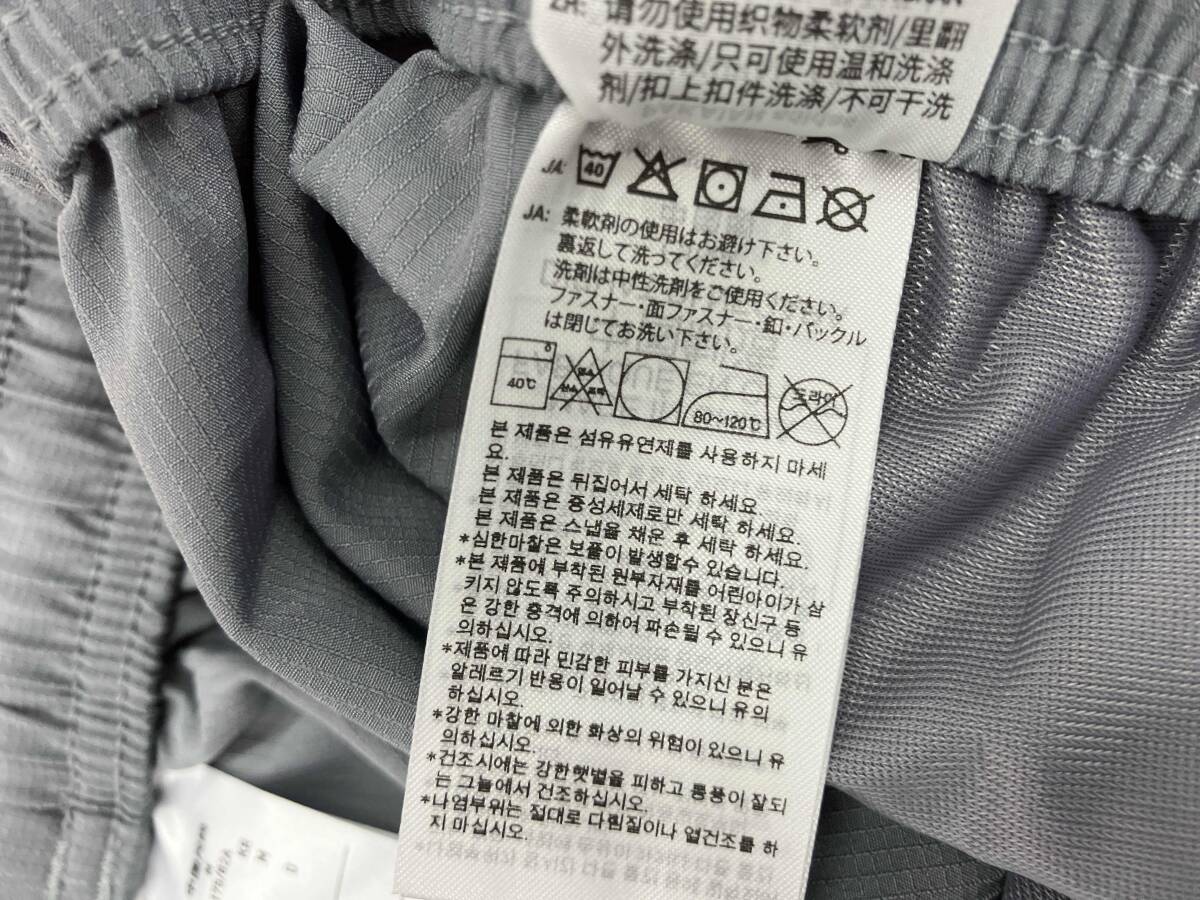 ZH: 请勿使用织物柔软剂/里翻
外洗涤/只可使用温和洗涤
剂/扣上扣件洗涤/不可干洗
JA: 40
JA: 柔軟剤の使用はお避け下さい。
裏返して洗ってください。
洗剤は中性洗剤をご使用ください。
ファスナー・面ファスナー・釦・バックル
は閉じてお洗い下さい。
40℃ 80~120℃ 드라이
본 제품은 섬유유연제를 사용하지 마세
요.
본 제품은 뒤집어서 세탁 하세요.
본 제품은 중성세제로만 세탁 하세요.
본 제품은 스냅을 채운 후 세탁 하세요.
*심한마찰은 보풀이 발생할수 있습니다.
*본 제품에 부착된 원부자재를 어린아이가 삼
키지 않도록 주의하시고 부착된 장신구 등
은 강한 충격에 의하여 파손될 수 있으니 유
의하십시오.
*제품에 따라 민감한 피부를 가지신 분은
알레르기 반응이 일어날 수 있으니 유의
하십시오.
*강한 마찰에 의한 화상의 위험이 있으니 유
의하십시오.
*건조시에는 강한햇볕을 피하고 통풍이 잘되
는 그늘에서 건조하십시오.
*나염부위는 절대로 다림질이나 열건조를 하
지 마십시오.
170/82A
M
D